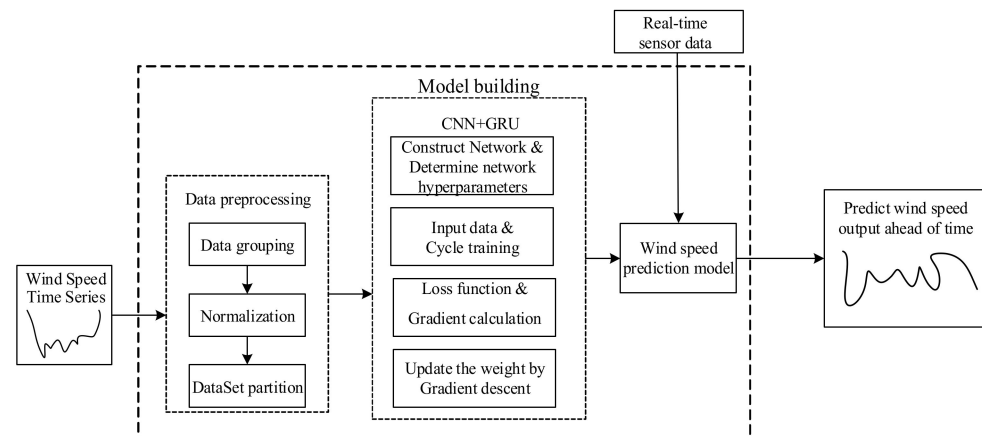 Real-time
sensor data
Model building
CNN+GRU
Construct Network &
Determine network
hyperparameters
Data preprocessing
Data grouping
Input data &
Cycle training
Predict wind speed
output ahead of time
Wind speed
prediction model
Wind Speed
Time Series
Normalization
Loss function &
Gradient calculation
DataSet partition
Update the weight by
Gradient descent